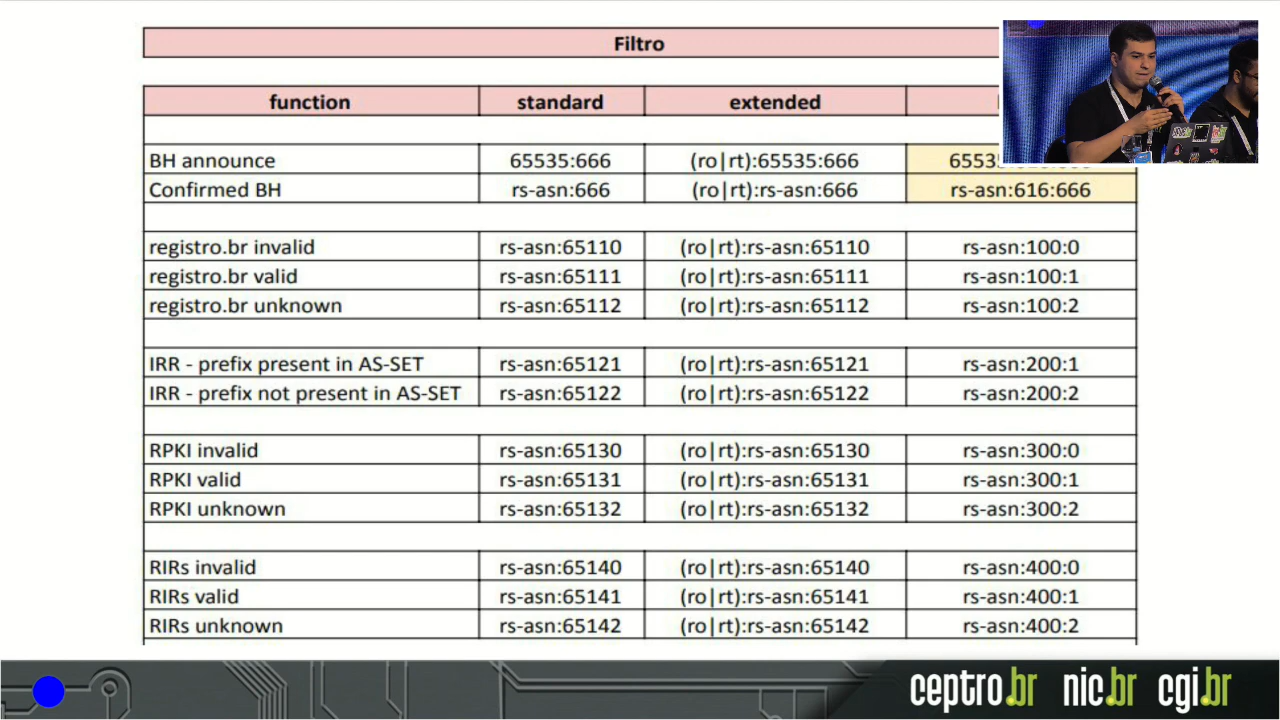 Filtro
function standard extended
BH announce 65535:666 (ro|rt):65535:666
Confirmed BH rs-asn:666 (ro|rt):rs-asn:666 rs-asn:616:666
registro.br invalid rs-asn:65110 (ro|rt):rs-asn:65110 rs-asn:100:0
registro.br valid rs-asn:65111 (ro|rt):rs-asn:65111 rs-asn:100:1
registro.br unknown rs-asn:65112 (ro|rt):rs-asn:65112 rs-asn:100:2
IRR - prefix present in AS-SET rs-asn:65121 (ro|rt):rs-asn:65121 rs-asn:200:1
IRR - prefix not present in AS-SET rs-asn:65122 (ro|rt):rs-asn:65122 rs-asn:200:2
RPKI invalid rs-asn:65130 (ro|rt):rs-asn:65130 rs-asn:300:0
RPKI valid rs-asn:65131 (ro|rt):rs-asn:65131 rs-asn:300:1
RPKI unknown rs-asn:65132 (ro|rt):rs-asn:65132 rs-asn:300:2
RIRs invalid rs-asn:65140 (ro|rt):rs-asn:65140 rs-asn:400:0
RIRs valid rs-asn:65141 (ro|rt):rs-asn:65141 rs-asn:400:1
RIRs unknown rs-asn:65142 (ro|rt):rs-asn:65142 rs-asn:400:2
ceptro.br nic.br cgi.br